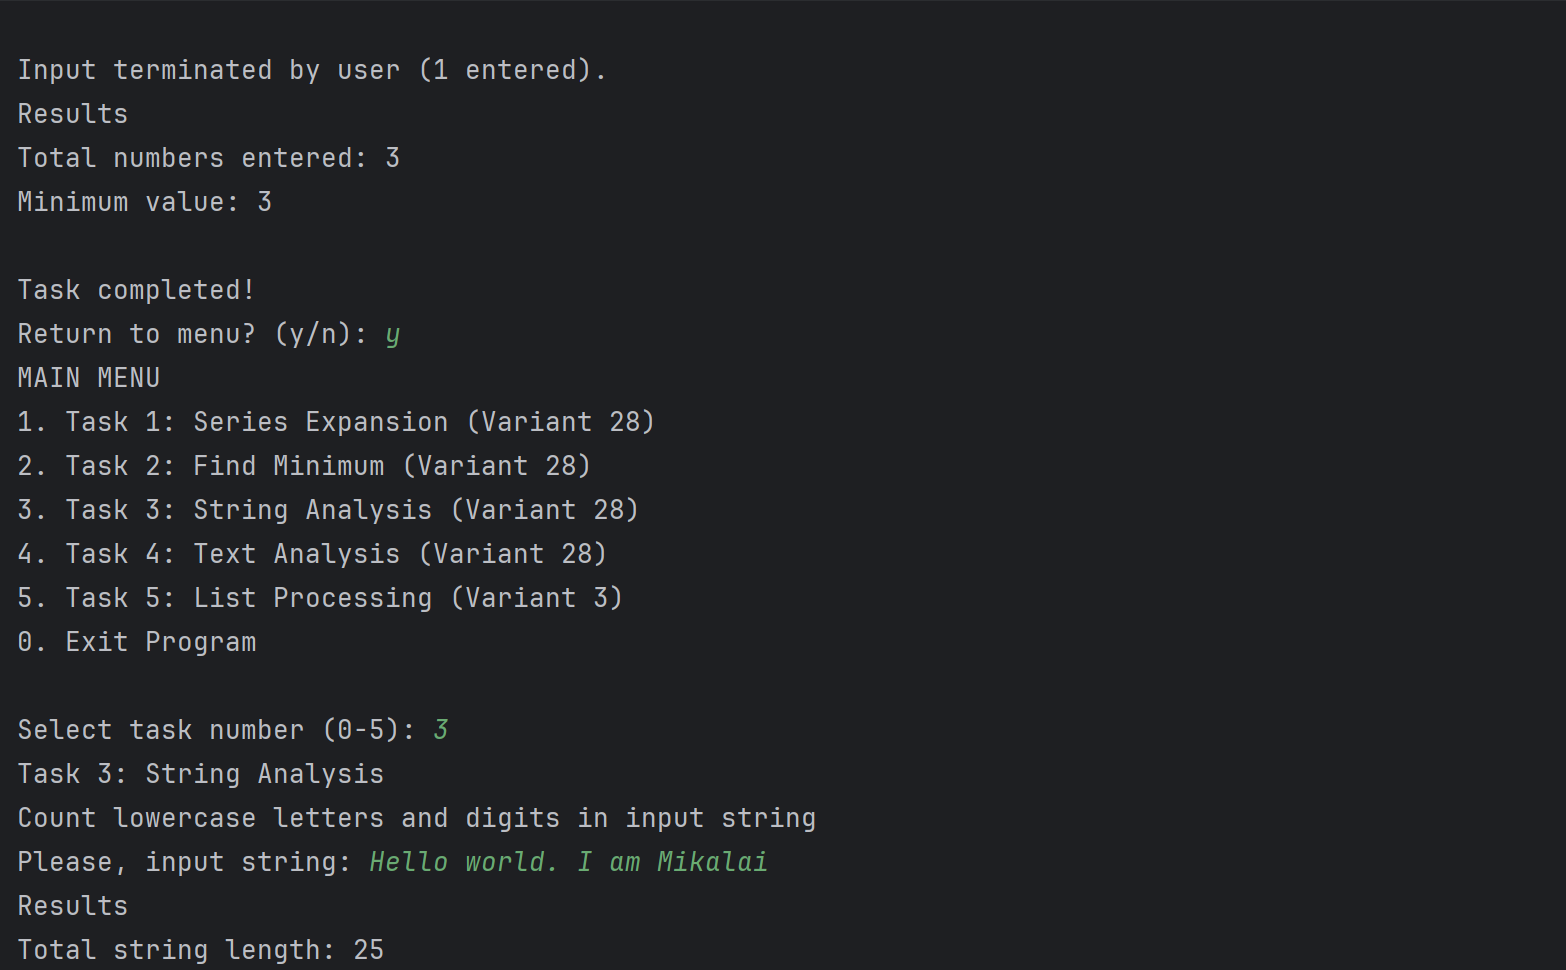 Input terminated by user (1 entered).
Results
Total numbers entered: 3
Minimum value: 3
Task completed!
Return to menu? (y/n): y
MAIN MENU
1. Task 1: Series Expansion (Variant 28)
2. Task 2: Find Minimum (Variant 28)
3. Task 3: String Analysis (Variant 28)
4. Task 4: Text Analysis (Variant 28)
5. Task 5: List Processing (Variant 3)
0. Exit Program
Select task number (0-5): 3
Task 3: String Analysis
Count lowercase letters and digits in input string
Please, input string: Hello world. I am Mikalai
Results
Total string length: 25